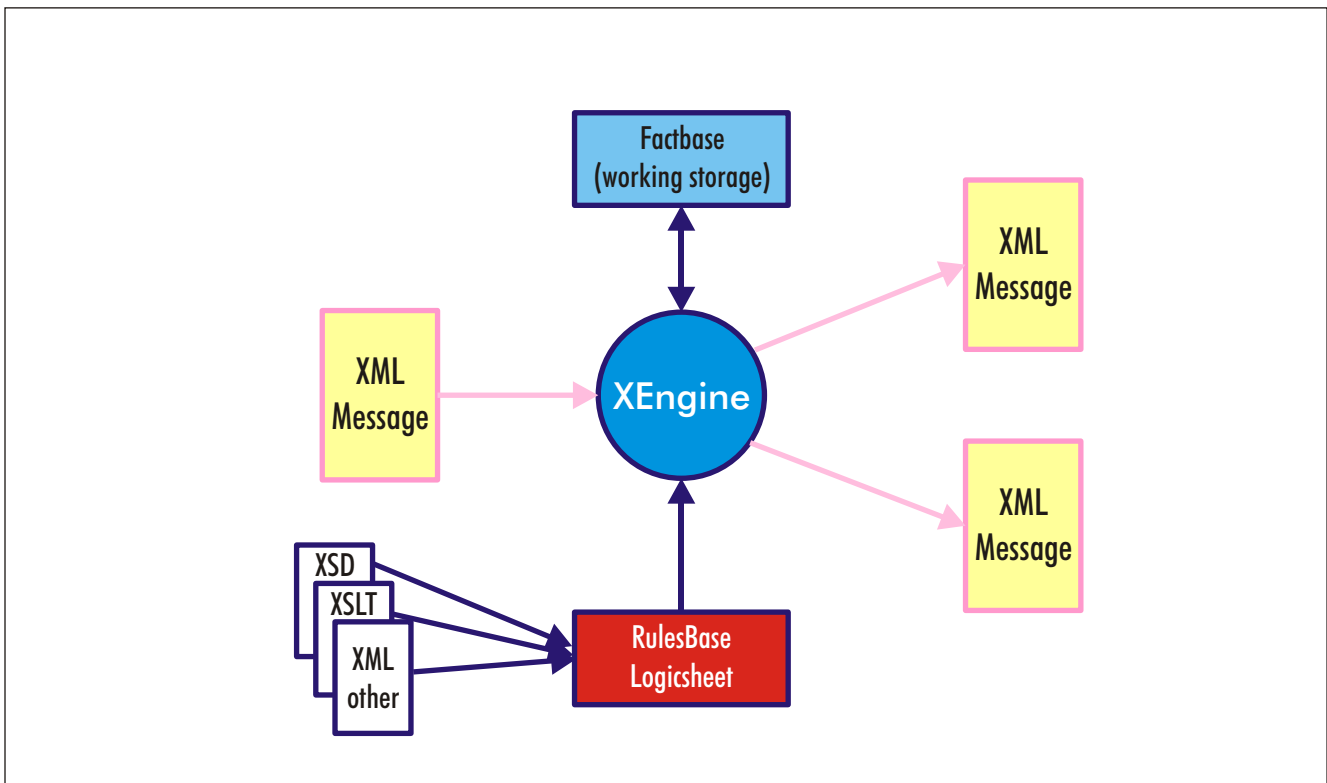 Factbase
(working storage)
XML
Message
XML
Message
XEngine
XML
Message
XSD
XSLT
XML
other
RulesBase
Logicsheet